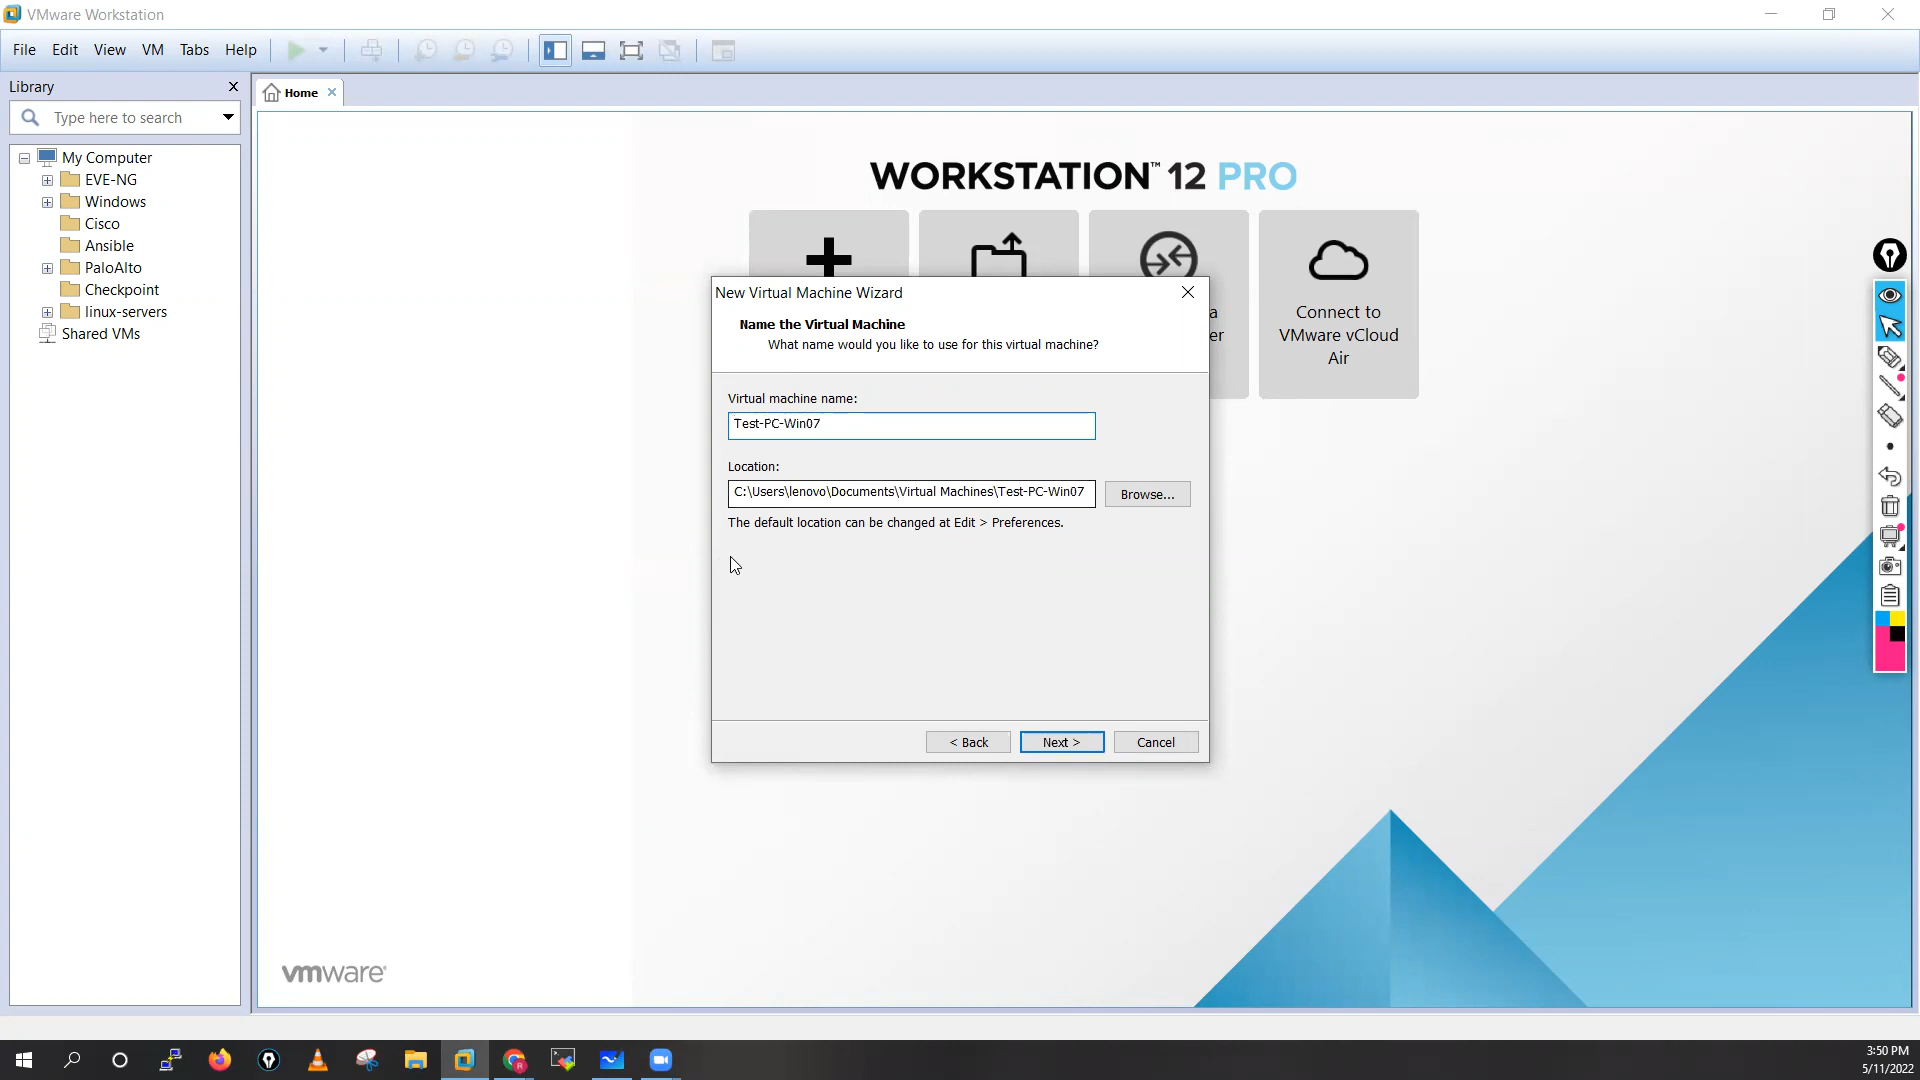 VMware Workstation
File Edit View VM Tabs Help
Library
Type here to search
My Computer
EVE-NG
Windows
Cisco
Ansible
PaloAlto
Checkpoint
linux-servers
Shared VMs
Home
WORKSTATION™ 12 PRO
a
er
Connect to
VMware vCloud
Air
New Virtual Machine Wizard
Name the Virtual Machine
What name would you like to use for this virtual machine?
Virtual machine name:
Test-PC-Win07
Location:
C:\Users\lenovo\Documents\Virtual Machines\Test-PC-Win07
Browse...
The default location can be changed at Edit > Preferences.
< Back Next > Cancel
vmware®
3:50 PM
5/11/2022